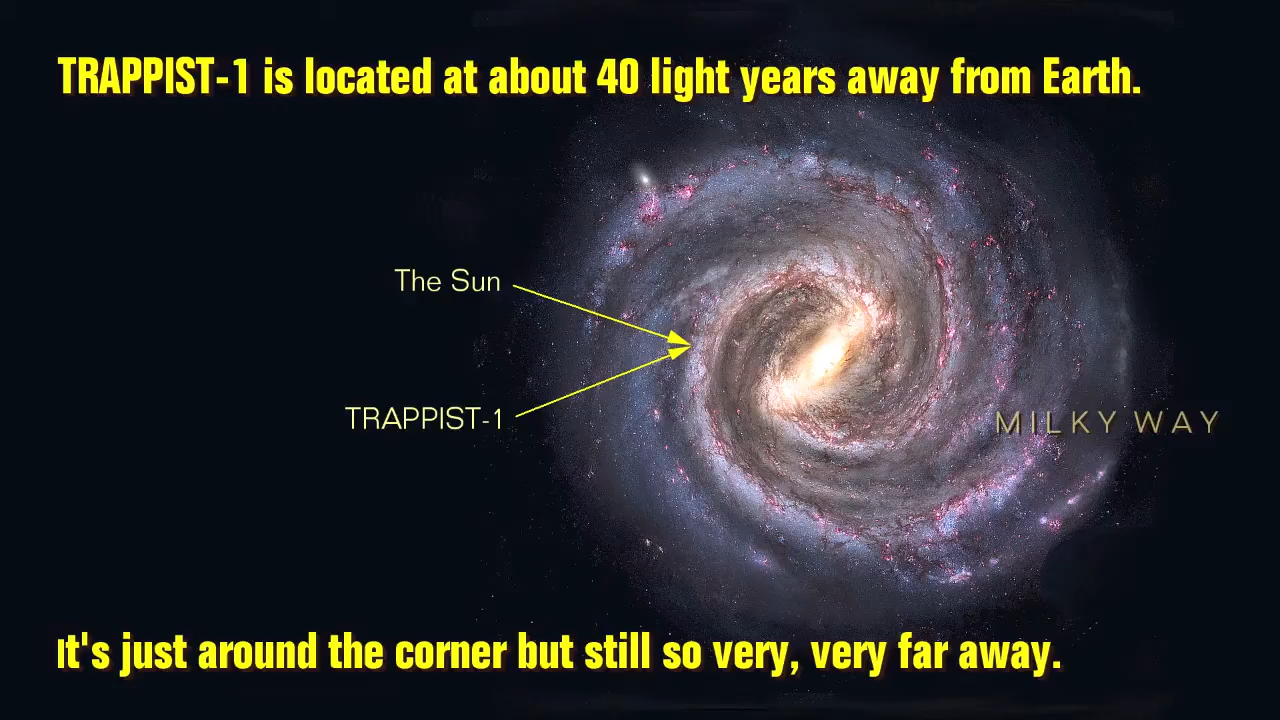 TRAPPIST-1 is located at about 40 light years away from Earth.
The Sun
TRAPPIST-1
MILKY WAY
It's just around the corner but still so very, very far away.